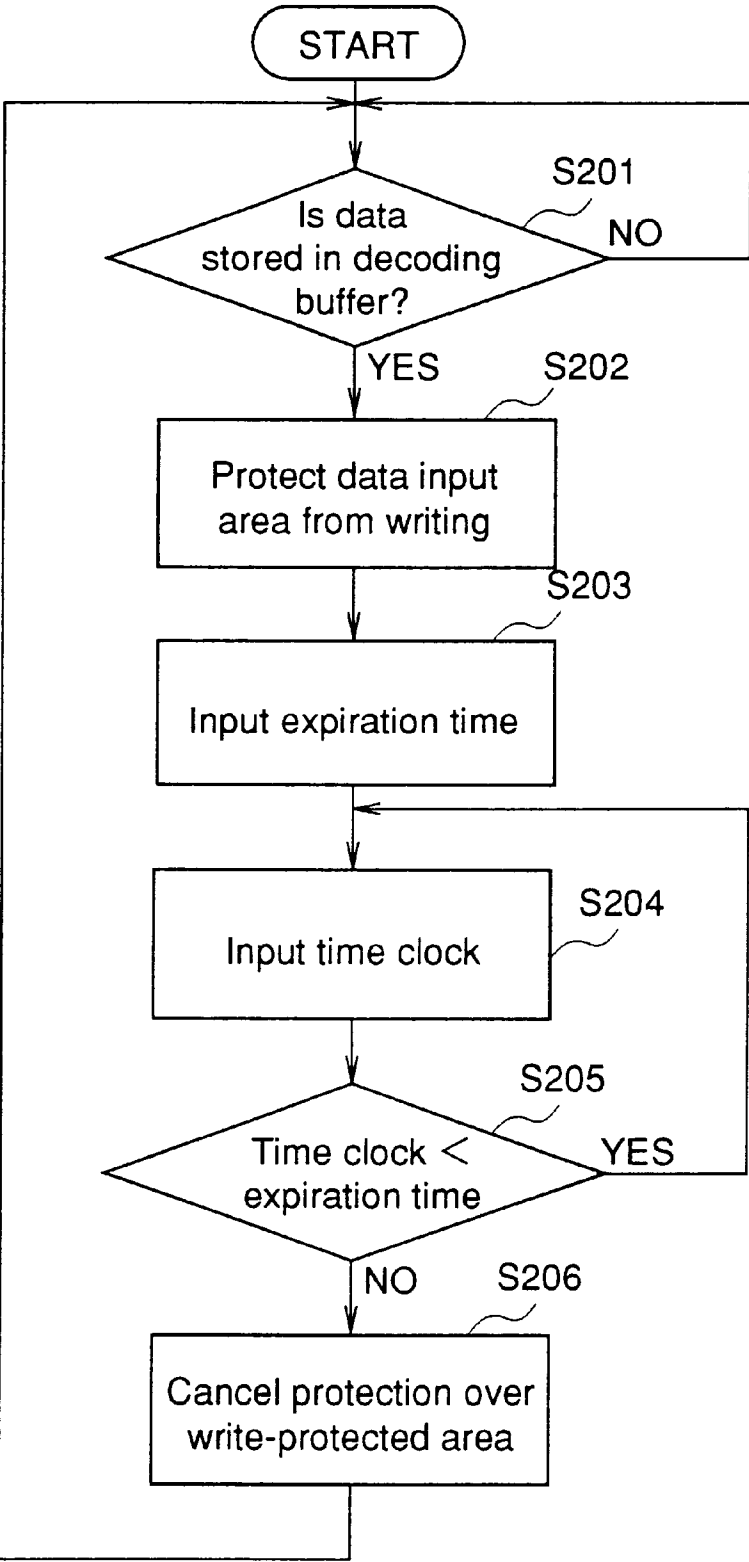 START
S201
Is data
stored in decoding
buffer?
NO
YES
S202
Protect data input
area from writing
S203
Input expiration time
S204
Input time clock
S205
Time clock <
expiration time
YES
NO
S206
Cancel protection over
write-protected area